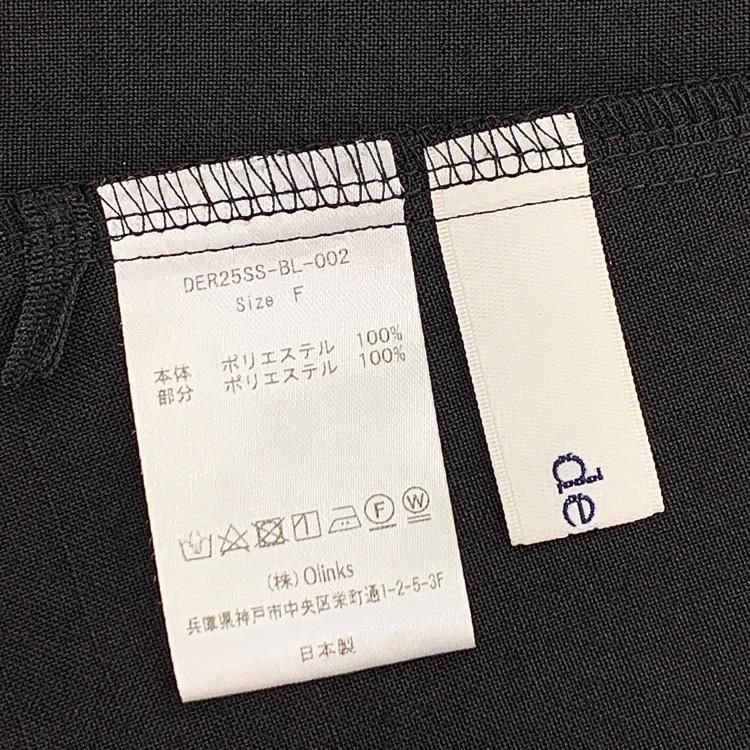 DER25SS-BL-002
Size F
本体 ポリエステル 100%
部分 ポリエステル 100%
F W
(株) Olinks
兵庫県神戸市中央区栄町通1-2-5-3F
日本製
de